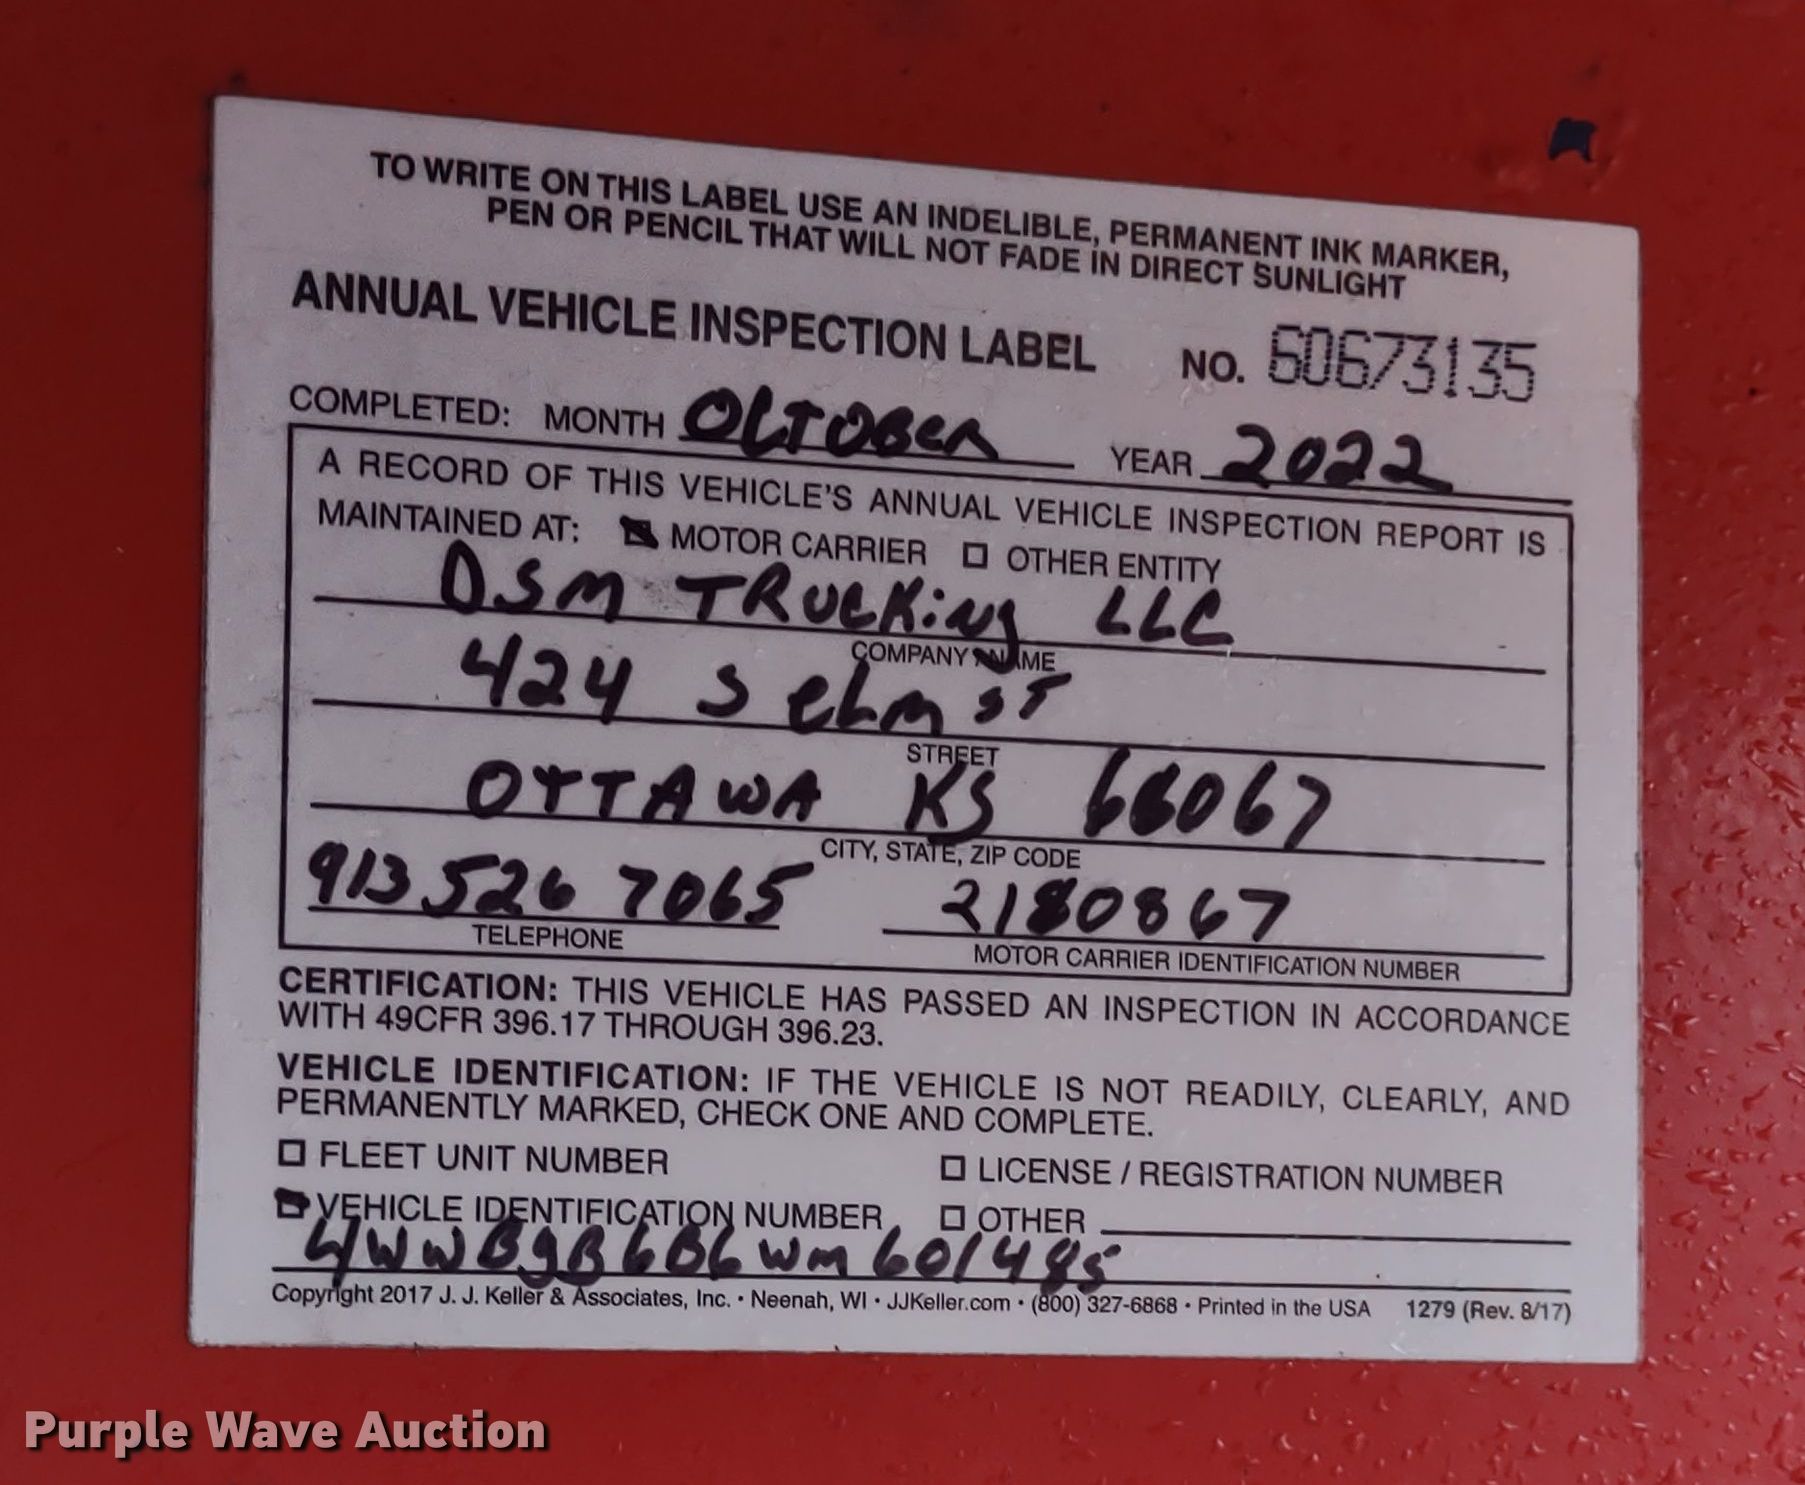 TO WRITE ON THIS LABEL USE AN INDELIBLE, PERMANENT INK MARKER,
PEN OR PENCIL THAT WILL NOT FADE IN DIRECT SUNLIGHT
ANNUAL VEHICLE INSPECTION LABEL NO. 60673135
COMPLETED: MONTH OCTOBER YEAR 2022
A RECORD OF THIS VEHICLE'S ANNUAL VEHICLE INSPECTION REPORT IS
MAINTAINED AT: MOTOR CARRIER OTHER ENTITY
DSM TRUCKiNg LLC
COMPANY NAME
424 S eLm ST
STREET
OTTAWA KS 66067
CITY, STATE, ZIP CODE
913 526 7065 2180867
TELEPHONE MOTOR CARRIER IDENTIFICATION NUMBER
CERTIFICATION: THIS VEHICLE HAS PASSED AN INSPECTION IN ACCORDANCE
WITH 49CFR 396.17 THROUGH 396.23.
VEHICLE IDENTIFICATION: IF THE VEHICLE IS NOT READILY, CLEARLY, AND
PERMANENTLY MARKED, CHECK ONE AND COMPLETE.
FLEET UNIT NUMBER LICENSE / REGISTRATION NUMBER
VEHICLE IDENTIFICATION NUMBER OTHER
4WWBgB6B6wm601485
Copyright 2017 J. J. Keller & Associates, Inc. • Neenah, WI • JJKeller.com • (800) 327-6868 • Printed in the USA 1279 (Rev. 8/17)
Purple Wave Auction